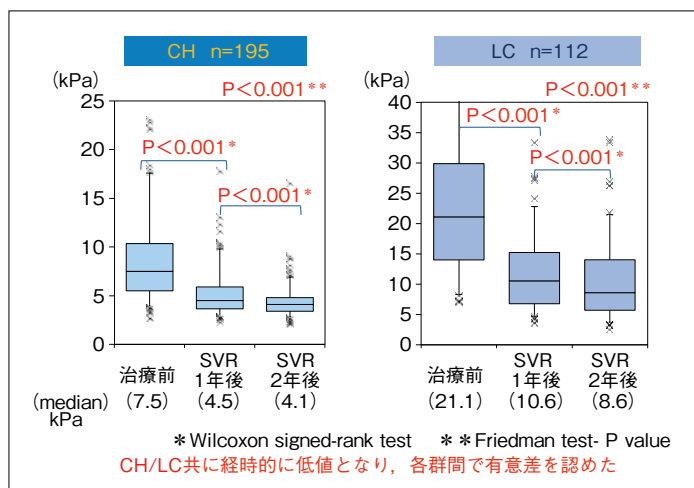 CH n=195
LC n=112
(kPa)
P<0.001**
25
20
15
10
5
0
P<0.001*
P<0.001*
(kPa)
P<0.001**
40
35
30
25
20
15
10
5
0
P<0.001*
P<0.001*
治療前 SVR 1年後 SVR 2年後
治療前 SVR 1年後 SVR 2年後
(median) (7.5) (4.5) (4.1) (21.1) (10.6) (8.6)
kPa
*Wilcoxon signed-rank test **Friedman test- P value
CH/LC共に経時的に低値となり，各群間で有意差を認めた